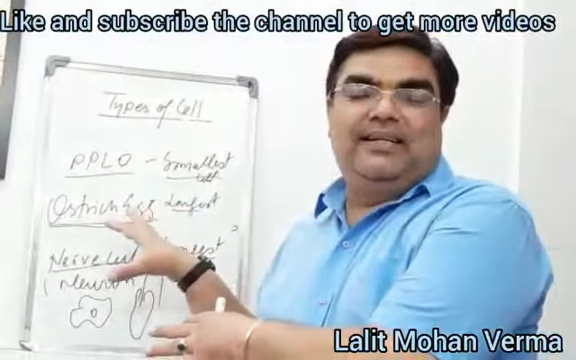 Like and subscribe the channel to get more videos
Types of Cell
PPLO - Smallest
cell
Ostrich Egg Largest
Nerve Cell
(Neuron
Lalit Mohan Verma